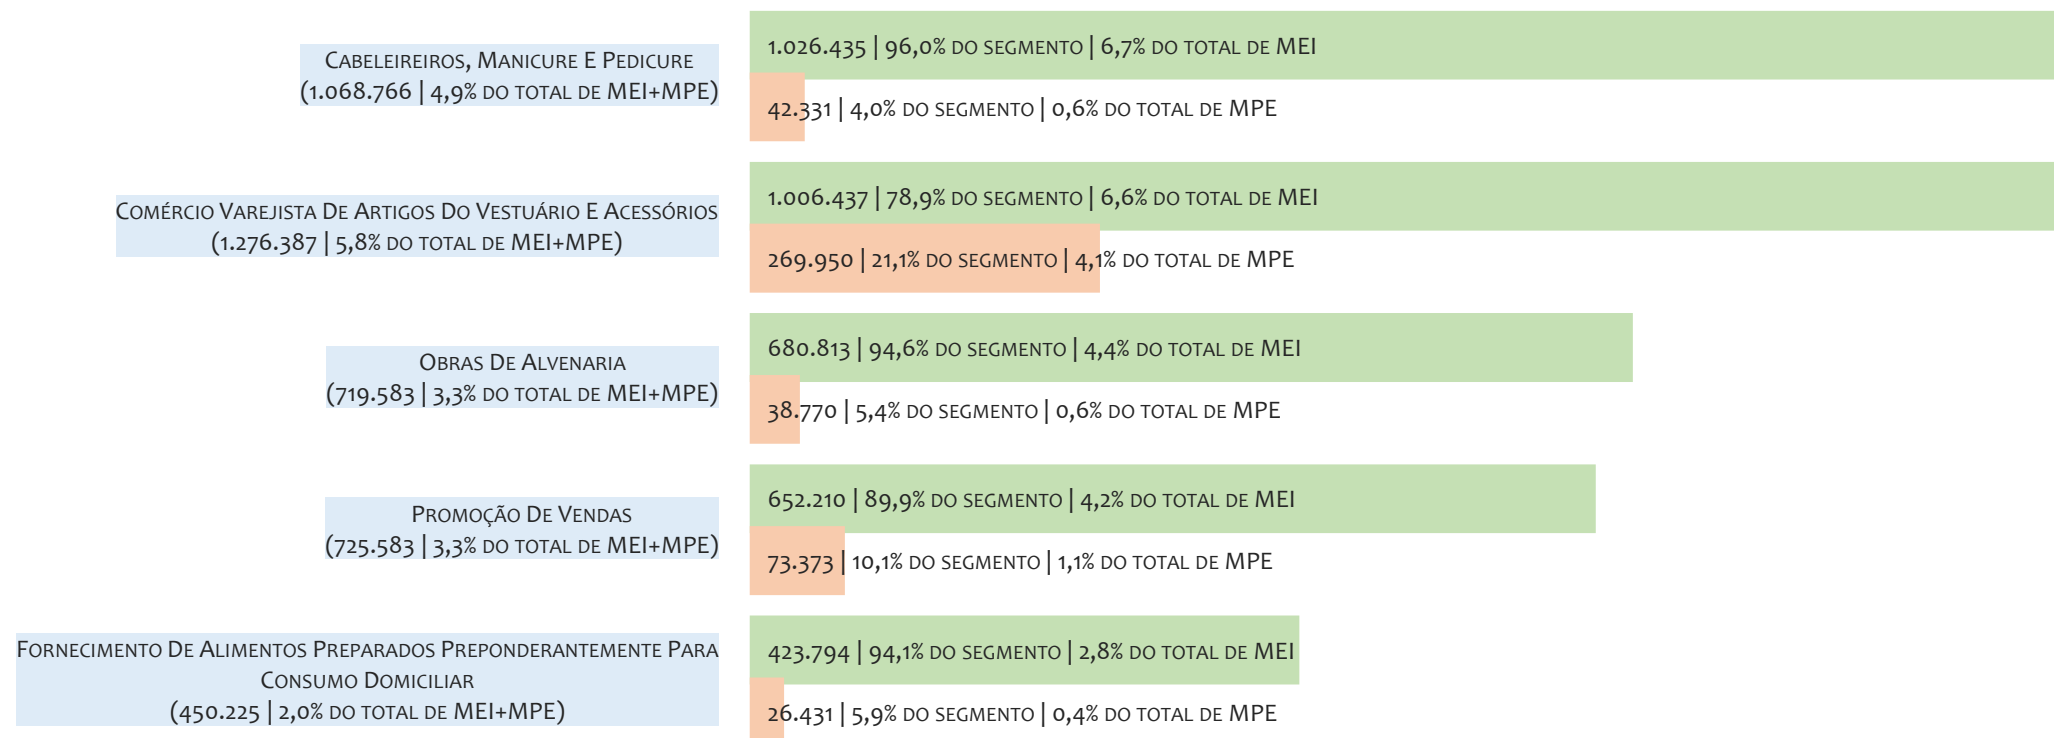 Cabeleireiros, Manicure E Pedicure
(1.068.766 | 4,9% do total de MEI+MPE)
1.026.435 | 96,0% do segmento | 6,7% do total de MEI
42.331 | 4,0% do segmento | 0,6% do total de MPE
Comércio Varejista De Artigos Do Vestuário E Acessórios
(1.276.387 | 5,8% do total de MEI+MPE)
1.006.437 | 78,9% do segmento | 6,6% do total de MEI
269.950 | 21,1% do segmento | 4,1% do total de MPE
Obras De Alvenaria
(719.583 | 3,3% do total de MEI+MPE)
680.813 | 94,6% do segmento | 4,4% do total de MEI
38.770 | 5,4% do segmento | 0,6% do total de MPE
Promoção De Vendas
(725.583 | 3,3% do total de MEI+MPE)
652.210 | 89,9% do segmento | 4,2% do total de MEI
73.373 | 10,1% do segmento | 1,1% do total de MPE
Fornecimento De Alimentos Preparados Preponderantemente Para
Consumo Domiciliar
(450.225 | 2,0% do total de MEI+MPE)
423.794 | 94,1% do segmento | 2,8% do total de MEI
26.431 | 5,9% do segmento | 0,4% do total de MPE